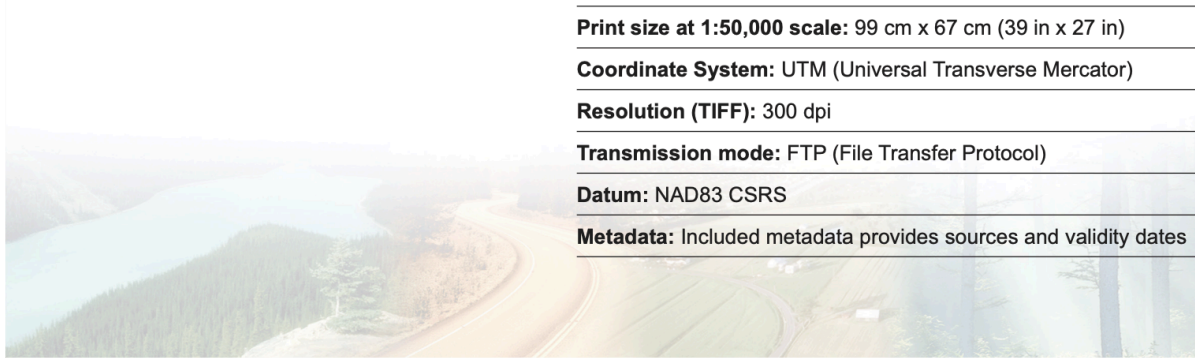 Print size at 1:50,000 scale: 99 cm x 67 cm (39 in x 27 in)
Coordinate System: UTM (Universal Transverse Mercator)
Resolution (TIFF): 300 dpi
Transmission mode: FTP (File Transfer Protocol)
Datum: NAD83 CSRS
Metadata: Included metadata provides sources and validity dates